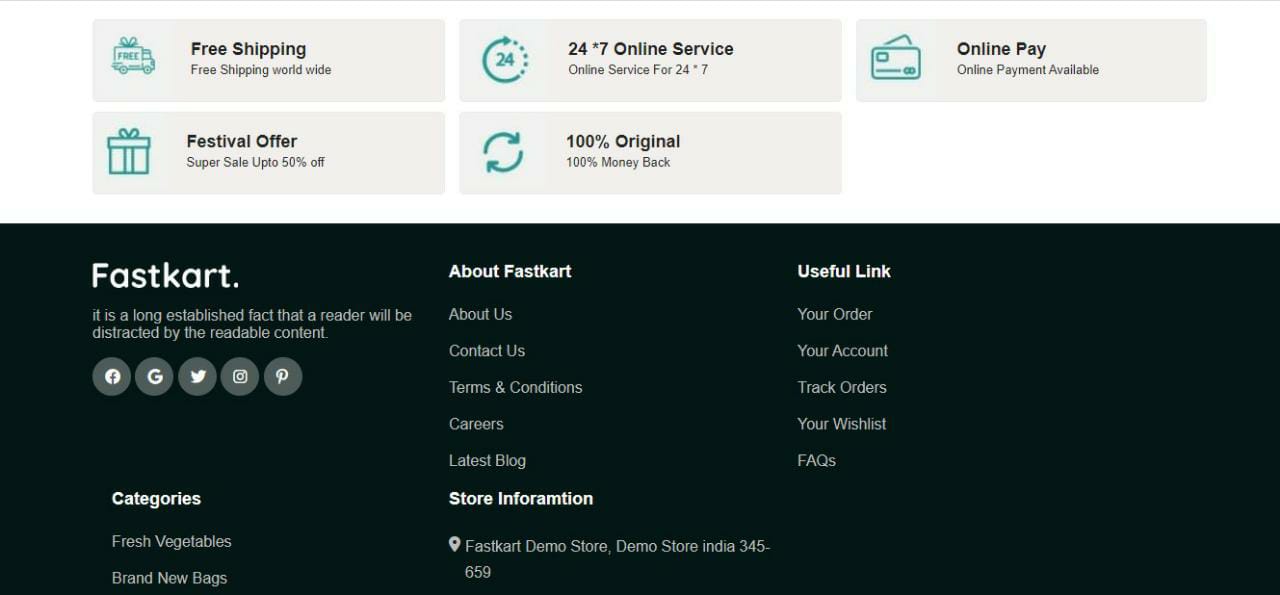 FREE
Free Shipping
Free Shipping world wide
24
24 *7 Online Service
Online Service For 24 * 7
Online Pay
Online Payment Available
Festival Offer
Super Sale Upto 50% off
100% Original
100% Money Back
Fastkart.
it is a long established fact that a reader will be
distracted by the readable content.
About Fastkart
About Us
Contact Us
Terms & Conditions
Careers
Latest Blog
Useful Link
Your Order
Your Account
Track Orders
Your Wishlist
FAQs
Categories
Fresh Vegetables
Brand New Bags
Store Inforamtion
Fastkart Demo Store, Demo Store india 345-
659